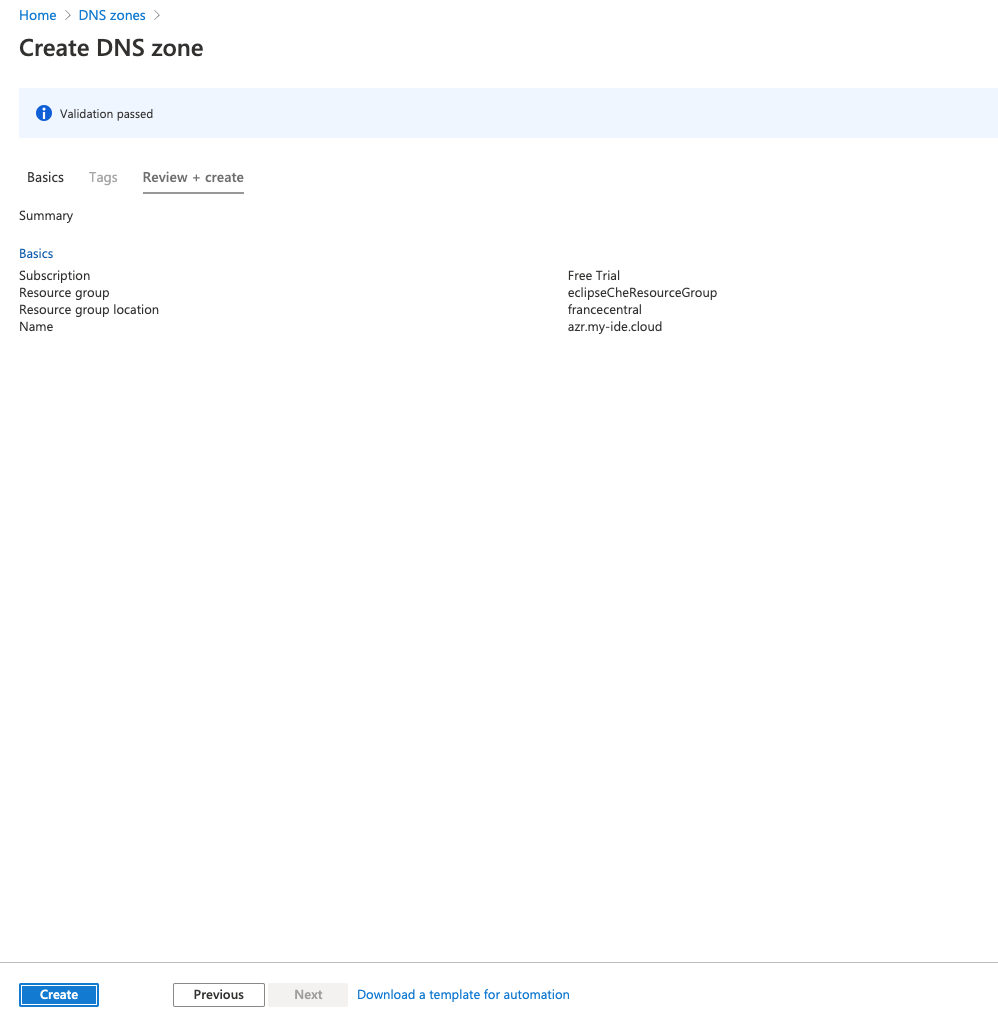 Home > DNS zones >
Create DNS zone
Validation passed
Basics Tags Review + create
Summary
Basics
Subscription Free Trial
Resource group eclipseCheResourceGroup
Resource group location francecentral
Name azr.my-ide.cloud
Create Previous Next Download a template for automation